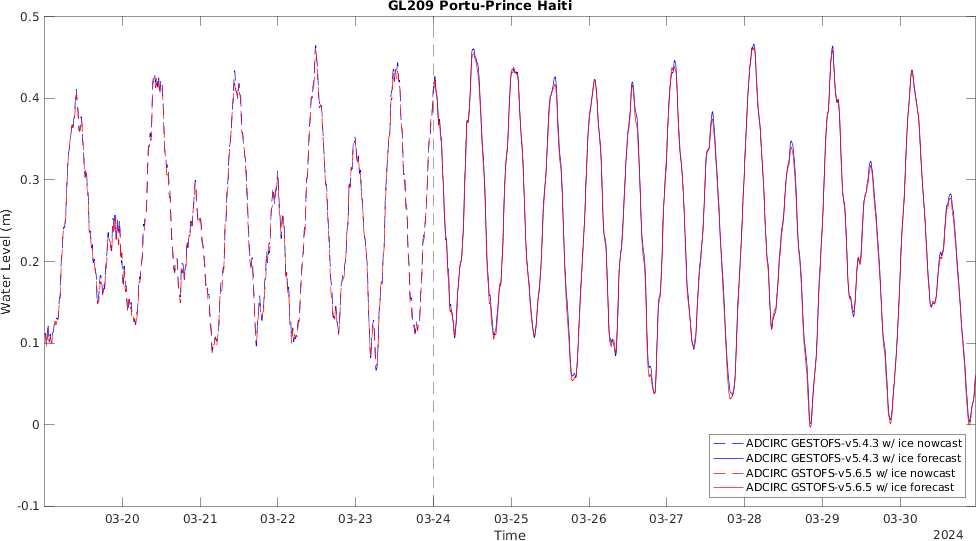 GL209 Portu-Prince Haiti
0.5
0.4
0.3
0.2
0.1
0
-0.1
Water Level (m)
03-20 03-21 03-22 03-23 03-24 03-25 03-26 03-27 03-28 03-29 03-30
Time
2024
ADCIRC GESTOFS-v5.4.3 w/ ice nowcast
ADCIRC GESTOFS-v5.4.3 w/ ice forecast
ADCIRC GSTOFS-v5.6.5 w/ ice nowcast
ADCIRC GSTOFS-v5.6.5 w/ ice forecast